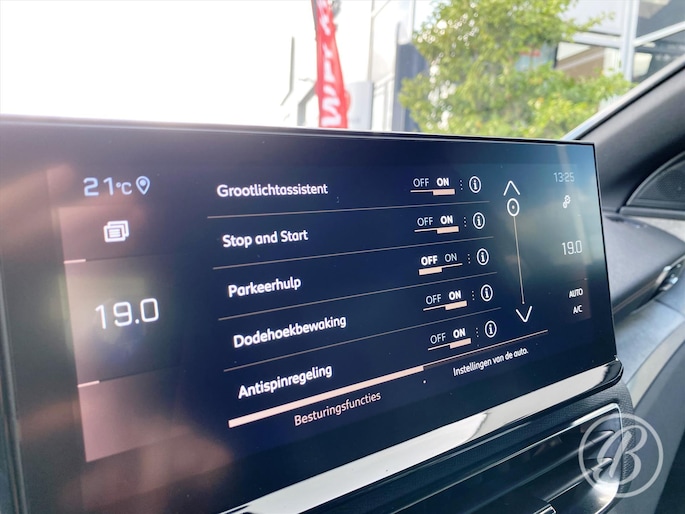 21°C
Grootlichtassistent OFF ON
13:25
Stop and Start OFF ON
Parkeerhulp OFF ON
19.0
19.0
Dodehoekbewaking OFF ON
AUTO
A/C
Antispinregeling OFF ON
Besturingsfuncties
Instellingen van de auto.
B